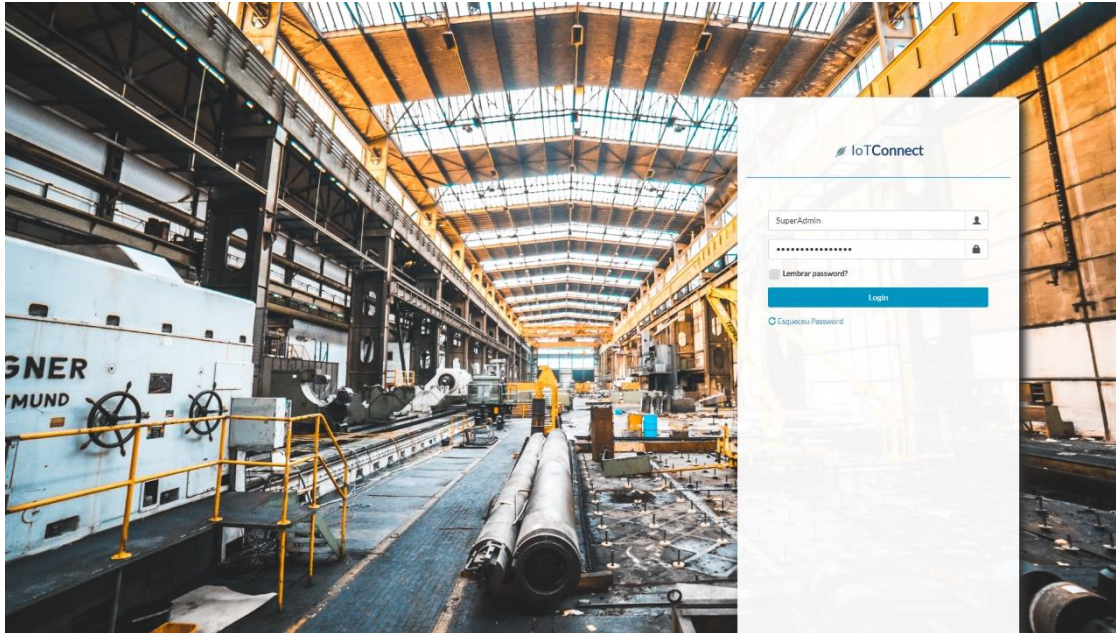 IoTConnect
SuperAdmin
••••••••••••••••
Lembrar password?
Login
Esqueceu Password
GNER
TMUND